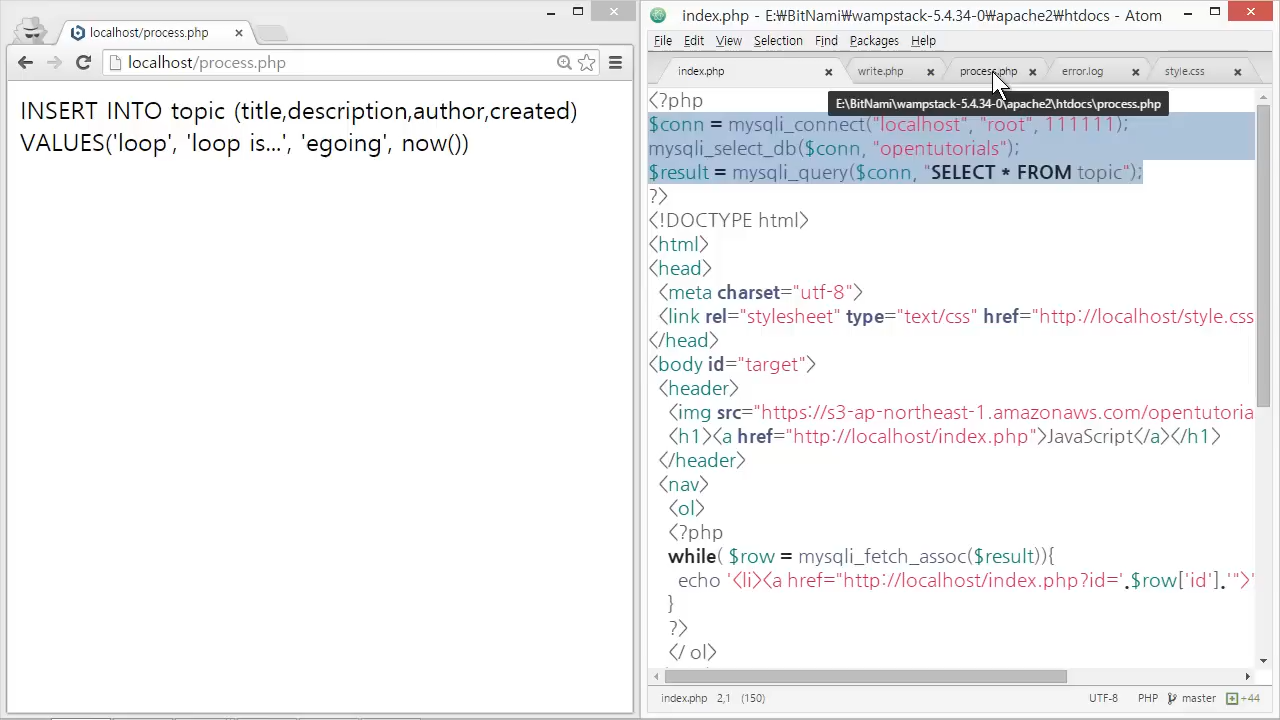 localhost/process.php
localhost/process.php
INSERT INTO topic (title,description,author,created)
VALUES('loop', 'loop is...', 'egoing', now())
index.php - E:₩BitNami₩wampstack-5.4.34-0₩apache2₩htdocs - Atom
File Edit View Selection Find Packages Help
index.php write.php process.php error.log style.css
E:\BitNami\wampstack-5.4.34-0\apache2\htdocs\process.php
<?php
$conn = mysqli_connect("localhost", "root", 111111);
mysqli_select_db($conn, "opentutorials");
$result = mysqli_query($conn, "SELECT * FROM topic");
?>
<!DOCTYPE html>
<html>
<head>
<meta charset="utf-8">
<link rel="stylesheet" type="text/css" href="http://localhost/style.css
</head>
<body id="target">
<header>
<img src="https://s3-ap-northeast-1.amazonaws.com/opentutoria
<h1><a href="http://localhost/index.php">JavaScript</a></h1>
</header>
<nav>
<ol>
<?php
while( $row = mysqli_fetch_assoc($result)){
echo '<li><a href="http://localhost/index.php?id='.$row['id'].'">'
}
?>
</ ol>
index.php 2,1 (150) UTF-8 PHP master +44